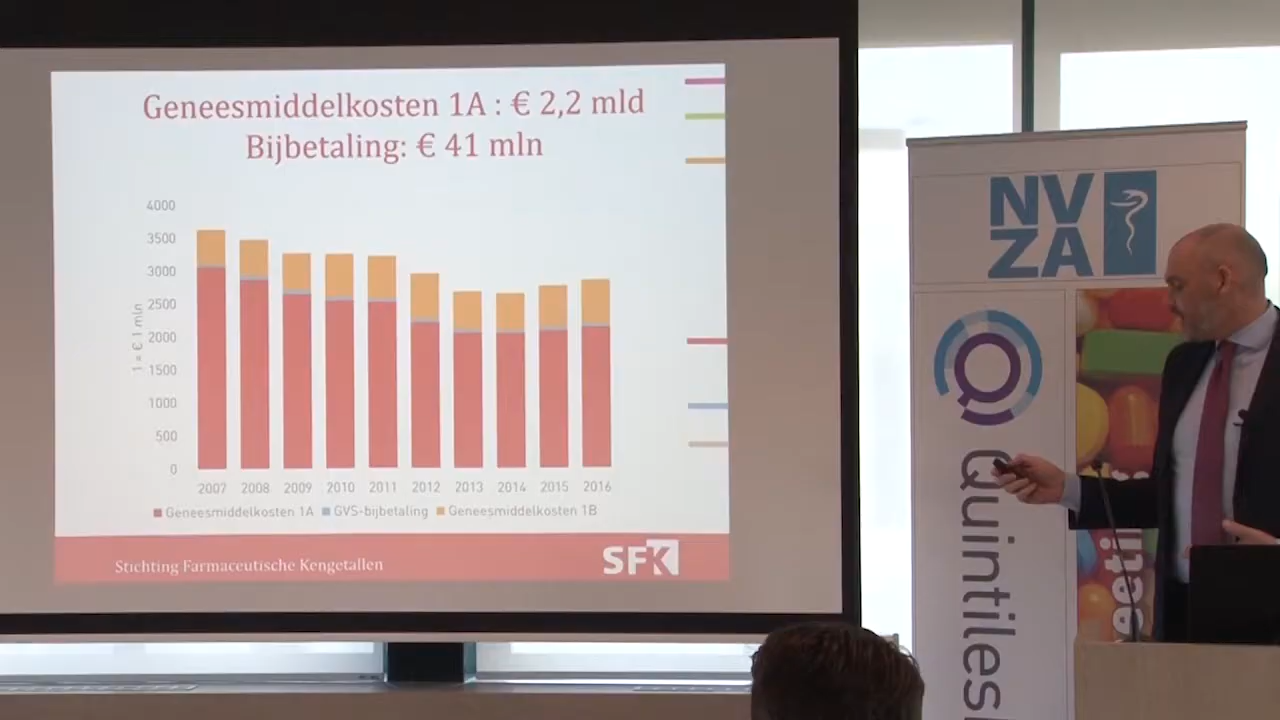 Geneesmiddelkosten 1A : € 2,2 mld
Bijbetaling: € 41 mln
4000
3500
3000
2500
2000
1500
1000
500
0
1 = € 1 mln
2007 2008 2009 2010 2011 2012 2013 2014 2015 2016
Geneesmiddelkosten 1A GVS-bijbetaling Geneesmiddelkosten 1B
Stichting Farmaceutische Kengetallen
SFK
NV
ZA
QuintilesI
eeti